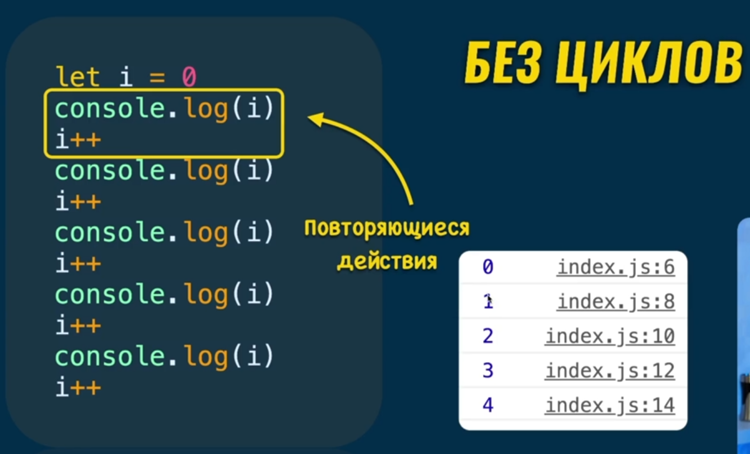 БЕЗ ЦИКЛОВ
let i = 0
console.log(i)
i++
console.log(i)
i++
console.log(i)
i++
console.log(i)
i++
console.log(i)
i++
Повторяющиеся
действия
0 index.js:6
1 index.js:8
2 index.js:10
3 index.js:12
4 index.js:14